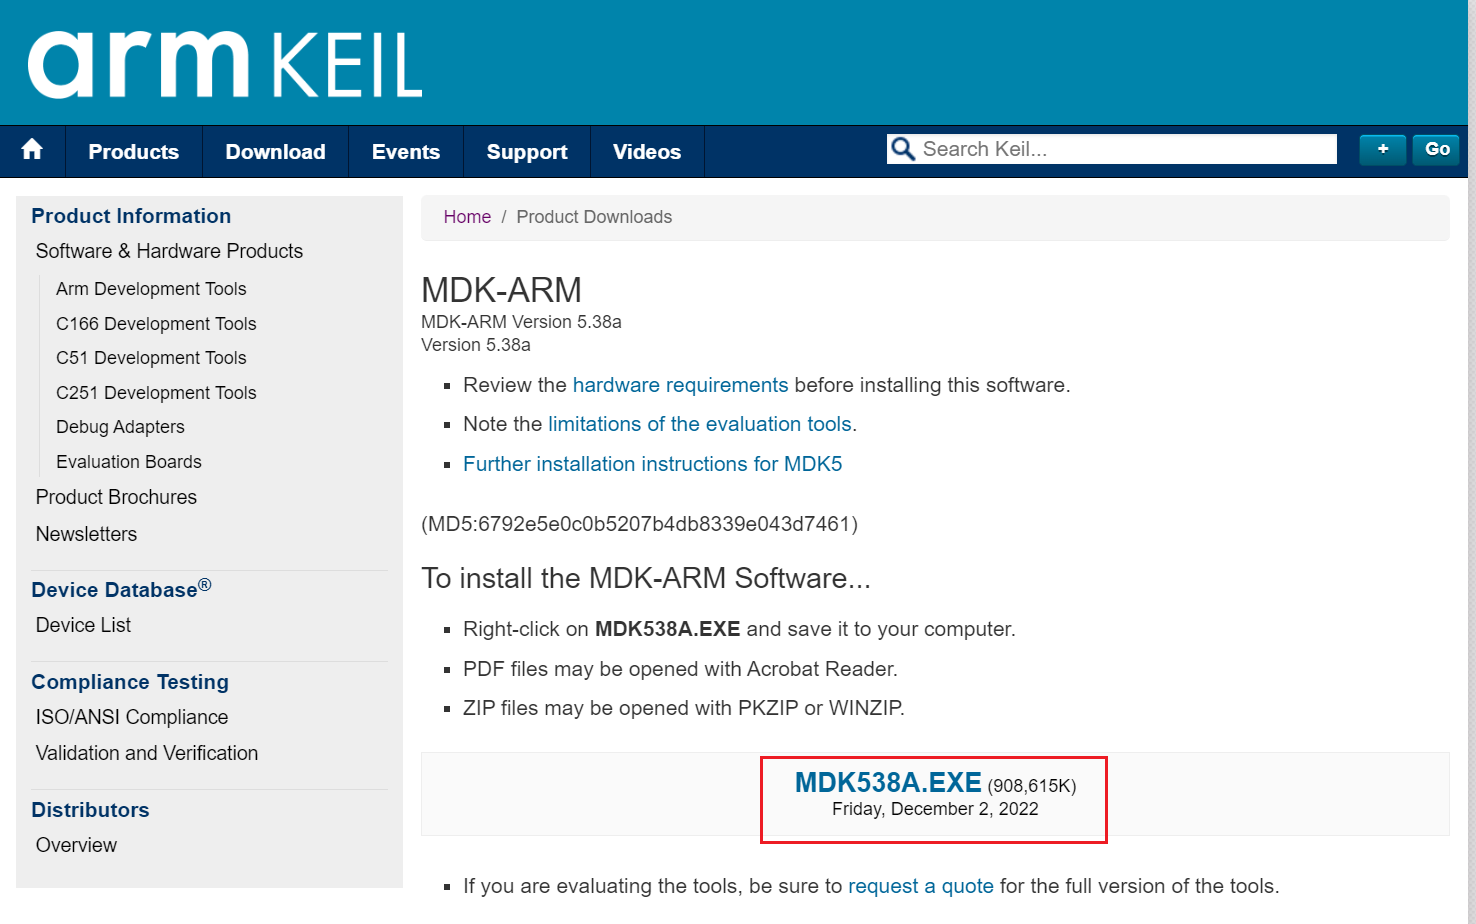 arm KEIL
Products
Download
Events
Support
Videos
Search Keil...
+
Go
Product Information
Software & Hardware Products
Arm Development Tools
C166 Development Tools
C51 Development Tools
C251 Development Tools
Debug Adapters
Evaluation Boards
Product Brochures
Newsletters
Device Database®
Device List
Compliance Testing
ISO/ANSI Compliance
Validation and Verification
Distributors
Overview
Home / Product Downloads
MDK-ARM
MDK-ARM Version 5.38a
Version 5.38a
Review the hardware requirements before installing this software.
Note the limitations of the evaluation tools.
Further installation instructions for MDK5
(MD5:6792e5e0c0b5207b4db8339e043d7461)
To install the MDK-ARM Software...
Right-click on MDK538A.EXE and save it to your computer.
PDF files may be opened with Acrobat Reader.
ZIP files may be opened with PKZIP or WINZIP.
MDK538A.EXE (908,615K)
Friday, December 2, 2022
If you are evaluating the tools, be sure to request a quote for the full version of the tools.